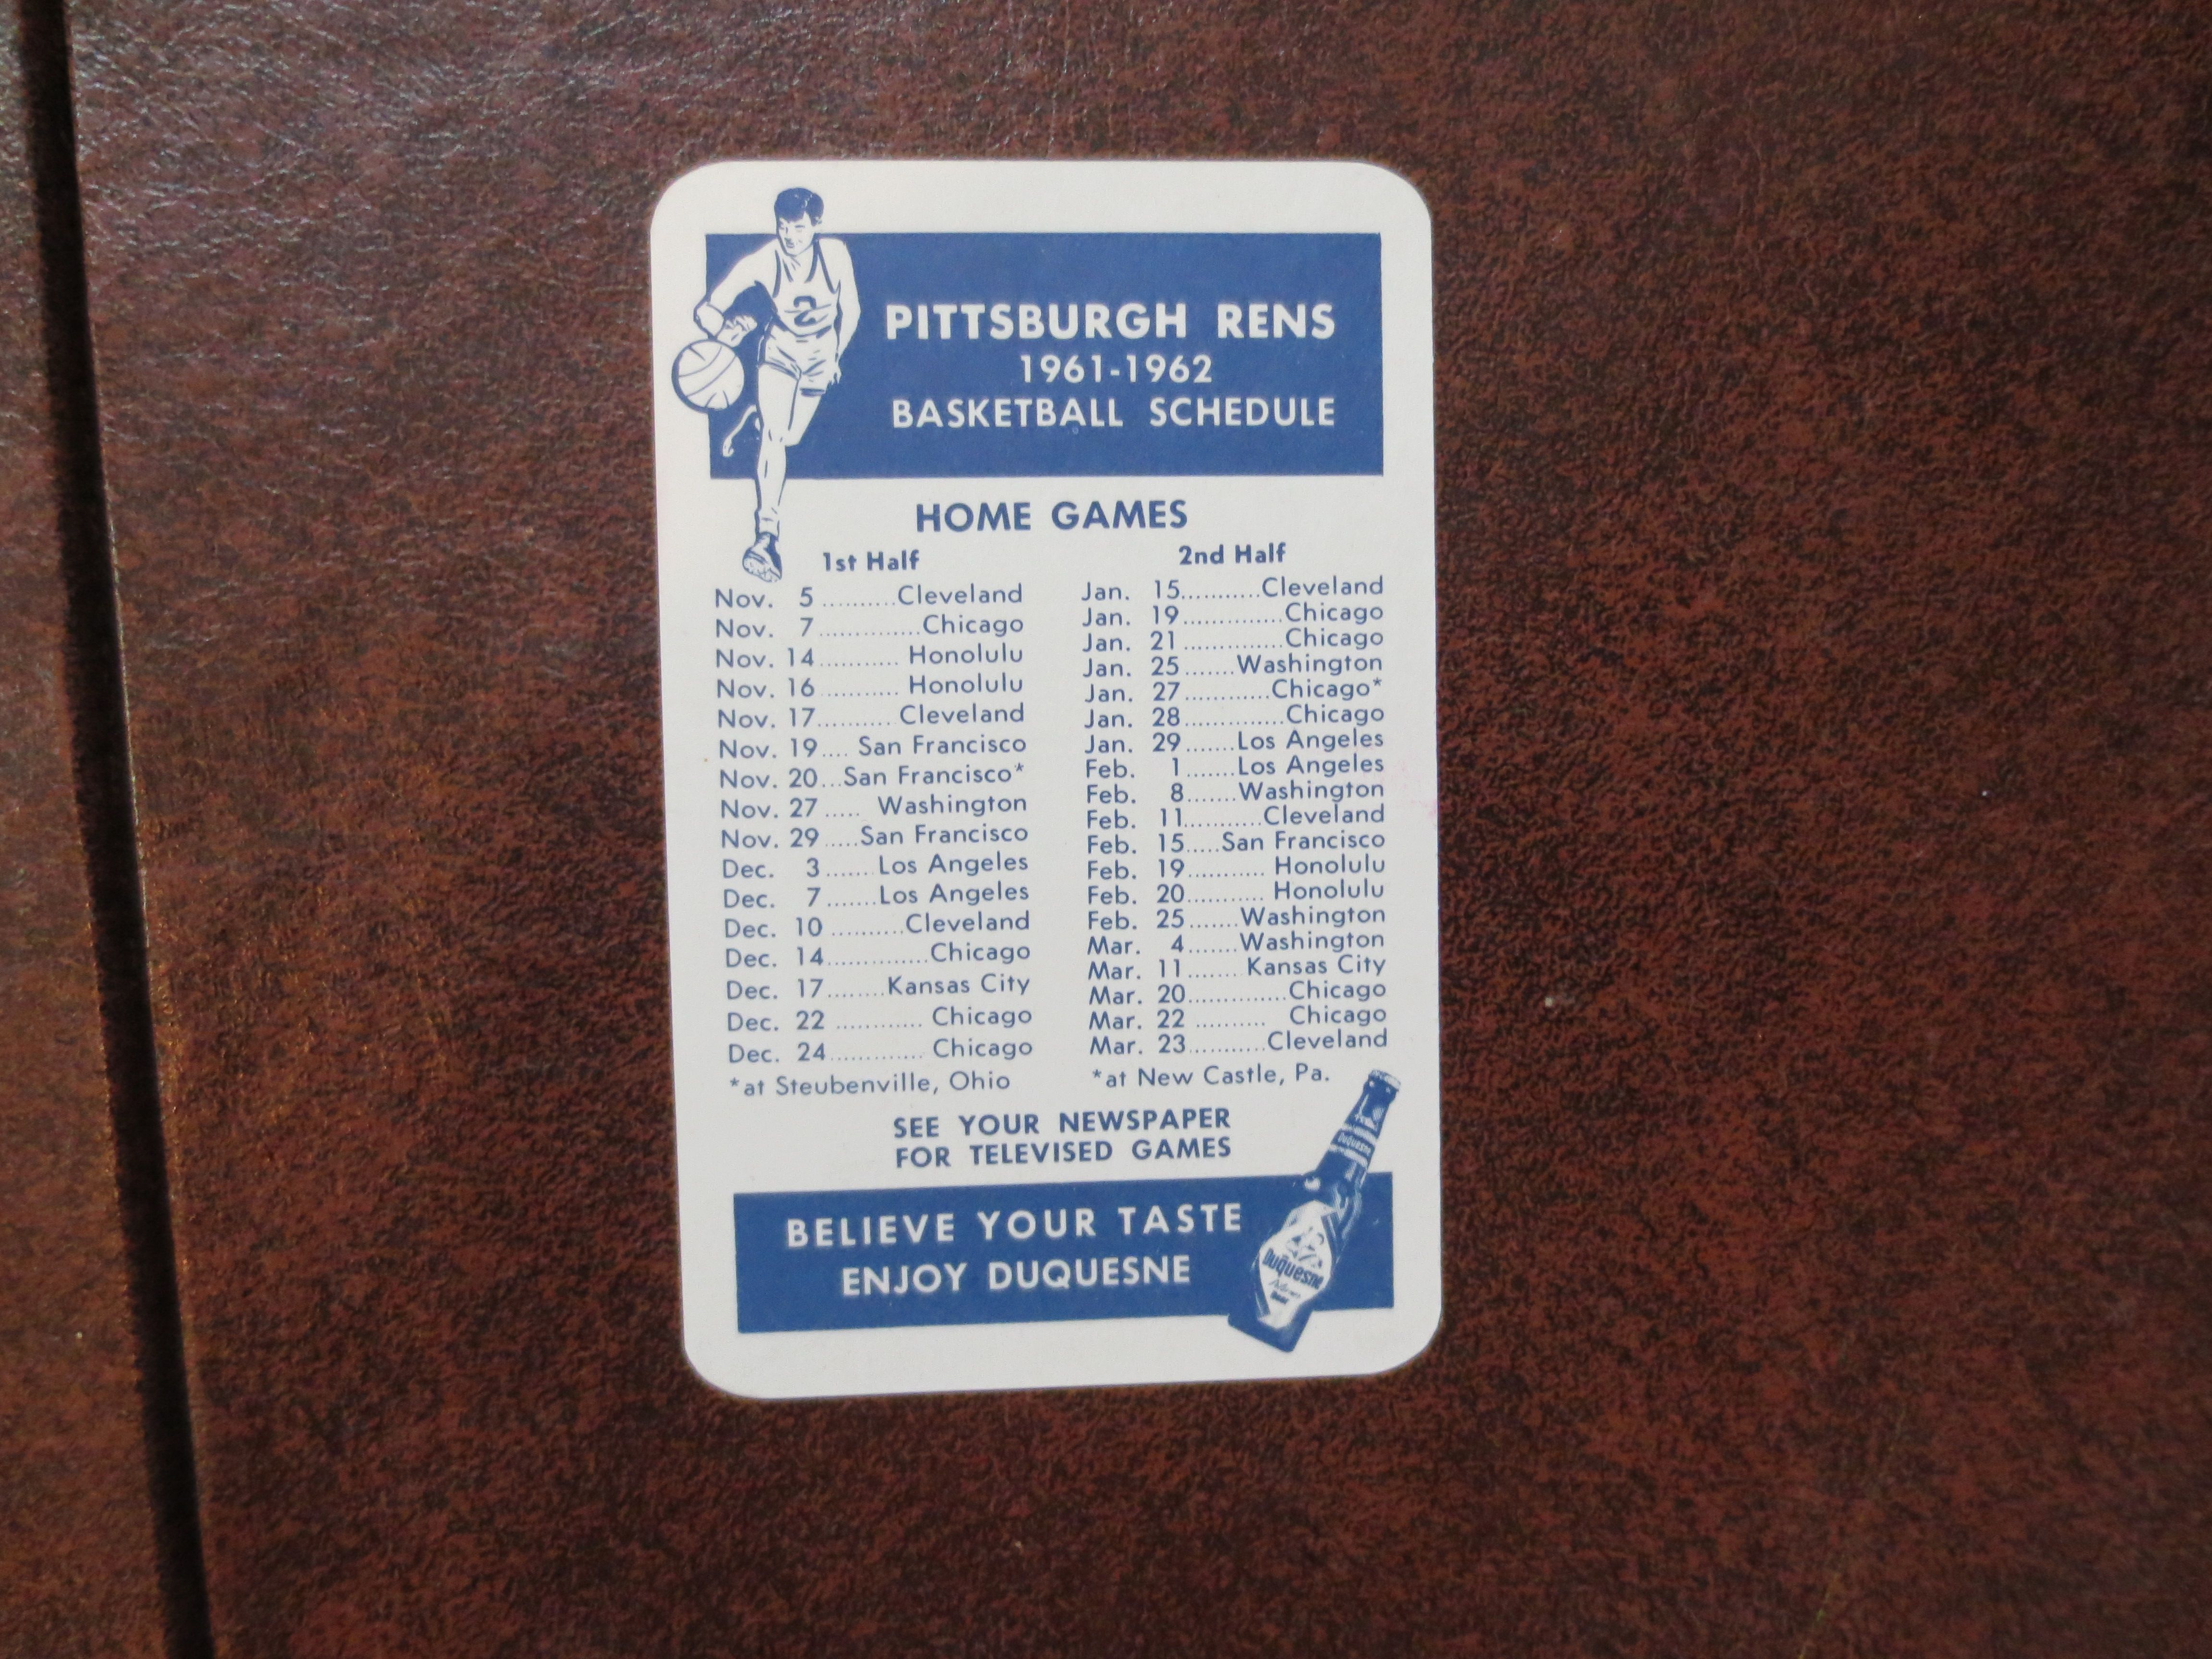 PITTSBURGH RENS
1961-1962
BASKETBALL SCHEDULE
2
HOME GAMES
1st Half
Nov. 5..........Cleveland
Nov. 7..............Chicago
Nov. 14........... Honolulu
Nov. 16........... Honolulu
Nov. 17.......... Cleveland
Nov. 19.... San Francisco
Nov. 20...San Francisco*
Nov. 27..... Washington
Nov. 29.....San Francisco
Dec. 3.......Los Angeles
Dec. 7.......Los Angeles
Dec. 10..........Cleveland
Dec. 14..............Chicago
Dec. 17........Kansas City
Dec. 22............ Chicago
Dec. 24............. Chicago
*at Steubenville, Ohio
2nd Half
Jan. 15...........Cleveland
Jan. 19..............Chicago
Jan. 21..............Chicago
Jan. 25.......Washington
Jan. 27............Chicago*
Jan. 28..............Chicago
Jan. 29.......Los Angeles
Feb. 1.......Los Angeles
Feb. 8.......Washington
Feb. 11...........Cleveland
Feb. 15.....San Francisco
Feb. 19........... Honolulu
Feb. 20........... Honolulu
Feb. 25.......Washington
Mar. 4.......Washington
Mar. 11....... Kansas City
Mar. 20..............Chicago
Mar. 22.......... Chicago
Mar. 23...........Cleveland
*at New Castle, Pa.
SEE YOUR NEWSPAPER
FOR TELEVISED GAMES
BELIEVE YOUR TASTE
ENJOY DUQUESNE
DUQUESNE
Duquesne
Pilsener
Beer